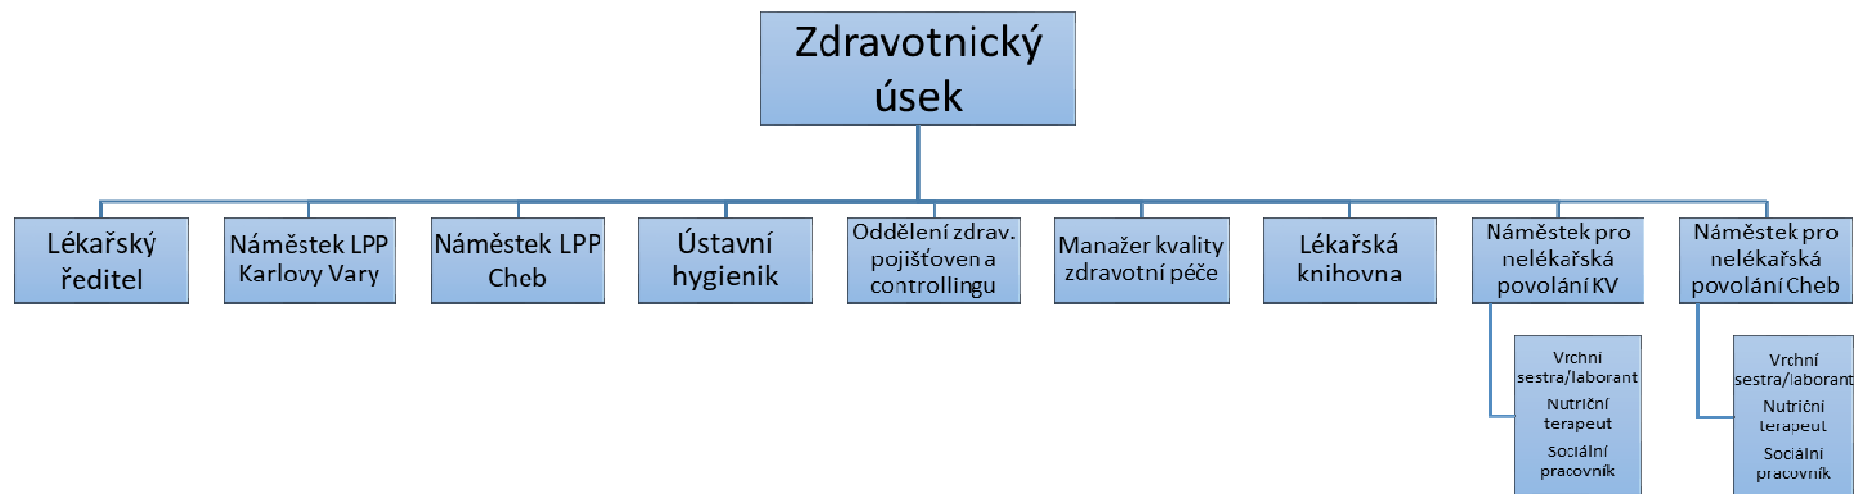 Zdravotnický
úsek
Lékařský
ředitel
Náměstek LPP
Karlovy Vary
Náměstek LPP
Cheb
Ústavní
hygienik
Oddělení zdrav.
pojišťoven a
controllingu
Manažer kvality
zdravotní péče
Lékařská
knihovna
Náměstek pro
nelékařská
povolání KV
Náměstek pro
nelékařská
povolání Cheb
Vrchní
sestra/laborant
Nutriční
terapeut
Sociální
pracovník
Vrchní
sestra/laborant
Nutriční
terapeut
Sociální
pracovník